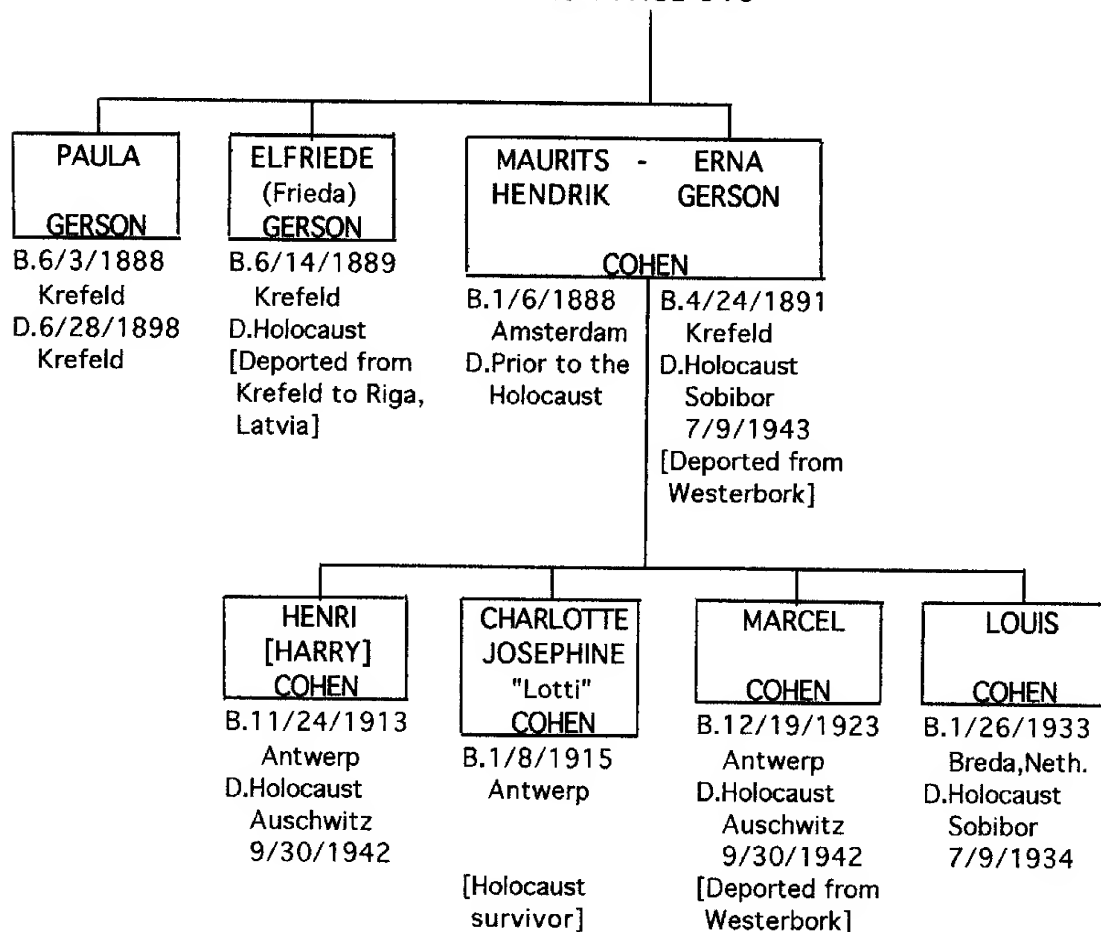 PAULA
GERSON
B.6/3/1888
Krefeld
D.6/28/1898
Krefeld
ELFRIEDE
(Frieda)
GERSON
B.6/14/1889
Krefeld
D.Holocaust
[Deported from
Krefeld to Riga,
Latvia]
MAURITS - ERNA
HENDRIK GERSON
COHEN
B.1/6/1888
Amsterdam
D.Prior to the
Holocaust
B.4/24/1891
Krefeld
D.Holocaust
Sobibor
7/9/1943
[Deported from
Westerbork]
HENRI
[HARRY]
COHEN
B.11/24/1913
Antwerp
D.Holocaust
Auschwitz
9/30/1942
CHARLOTTE
JOSEPHINE
"Lotti"
COHEN
B.1/8/1915
Antwerp
[Holocaust
survivor]
MARCEL
COHEN
B.12/19/1923
Antwerp
D.Holocaust
Auschwitz
9/30/1942
[Deported from
Westerbork]
LOUIS
COHEN
B.1/26/1933
Breda,Neth.
D.Holocaust
Sobibor
7/9/1934